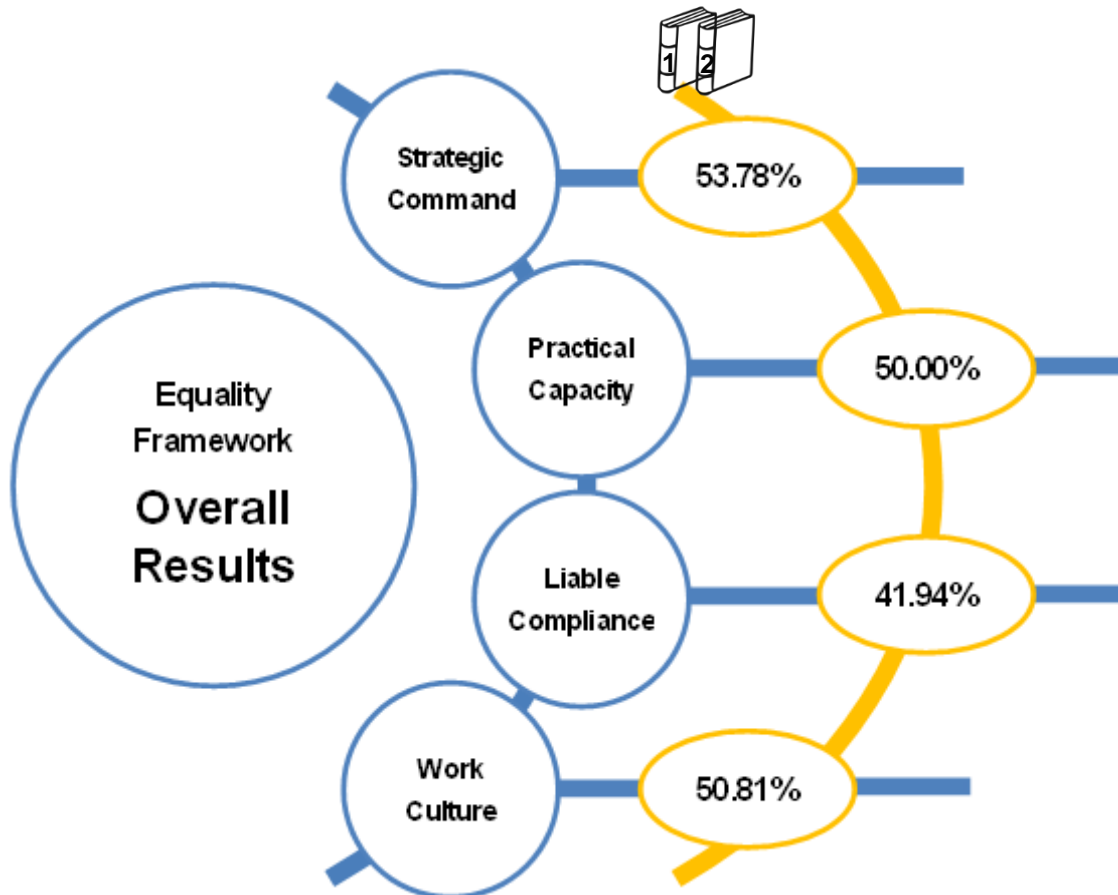 1 2
Strategic
Command
53.78%
Practical
Capacity
50.00%
Equality
Framework
Overall
Results
Liable
Compliance
41.94%
Work
Culture
50.81%